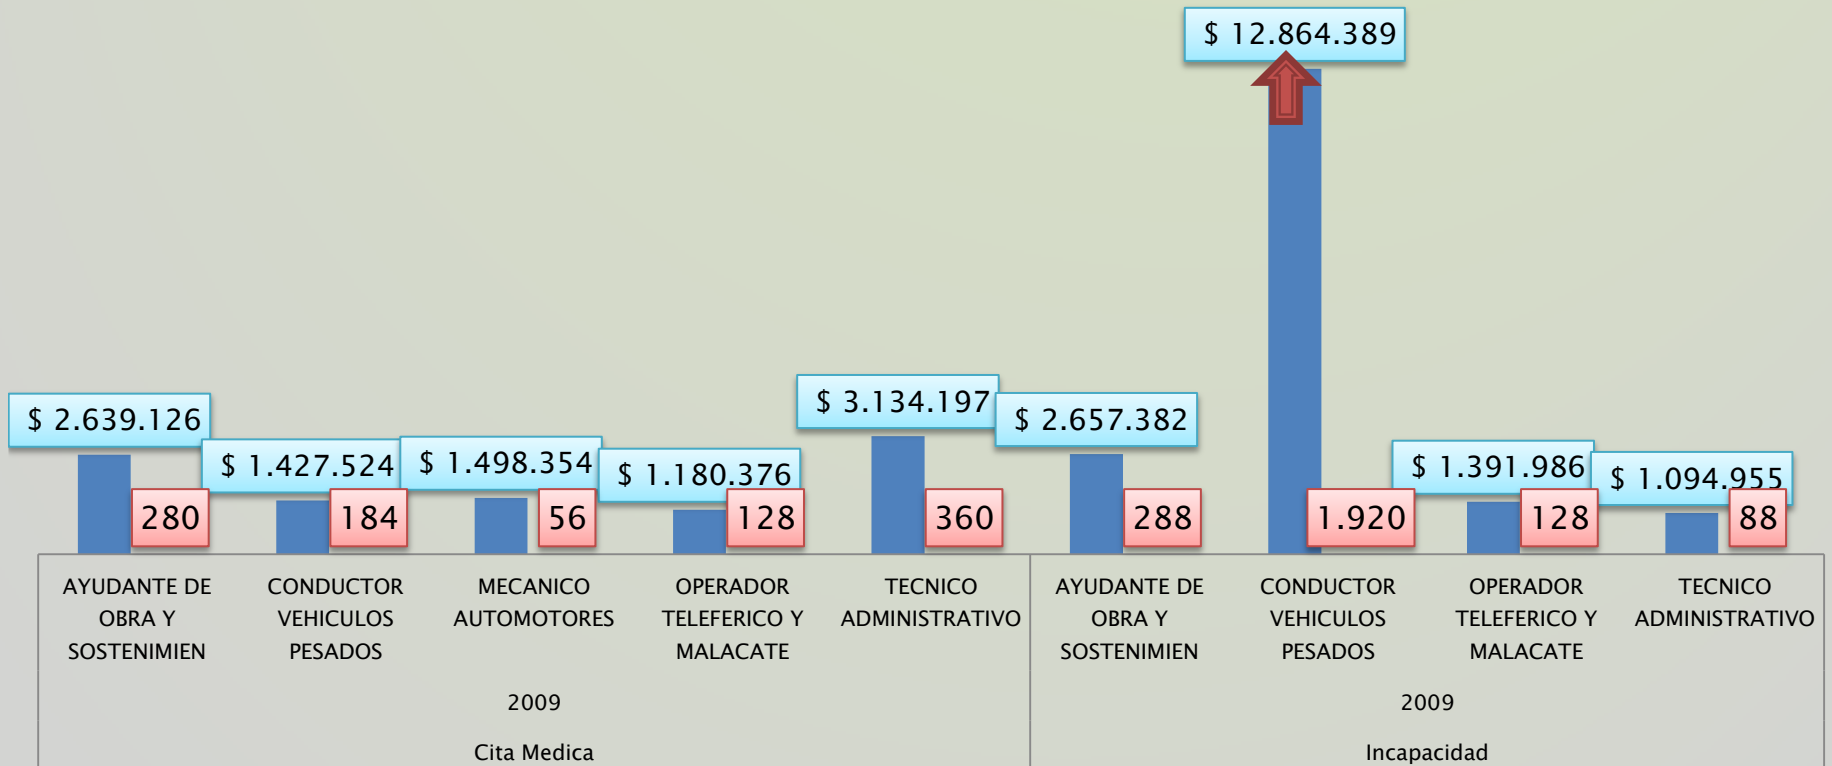 $ 12.864.389
$ 2.639.126
$ 1.427.524
$ 1.498.354
$ 1.180.376
$ 3.134.197
$ 2.657.382
$ 1.391.986
$ 1.094.955
280
184
56
128
360
288
1.920
128
88
AYUDANTE DE
OBRA Y
SOSTENIMIEN
CONDUCTOR
VEHICULOS
PESADOS
MECANICO
AUTOMOTORES
OPERADOR
TELEFERICO Y
MALACATE
TECNICO
ADMINISTRATIVO
AYUDANTE DE
OBRA Y
SOSTENIMIEN
CONDUCTOR
VEHICULOS
PESADOS
OPERADOR
TELEFERICO Y
MALACATE
TECNICO
ADMINISTRATIVO
2009
2009
Cita Medica
Incapacidad